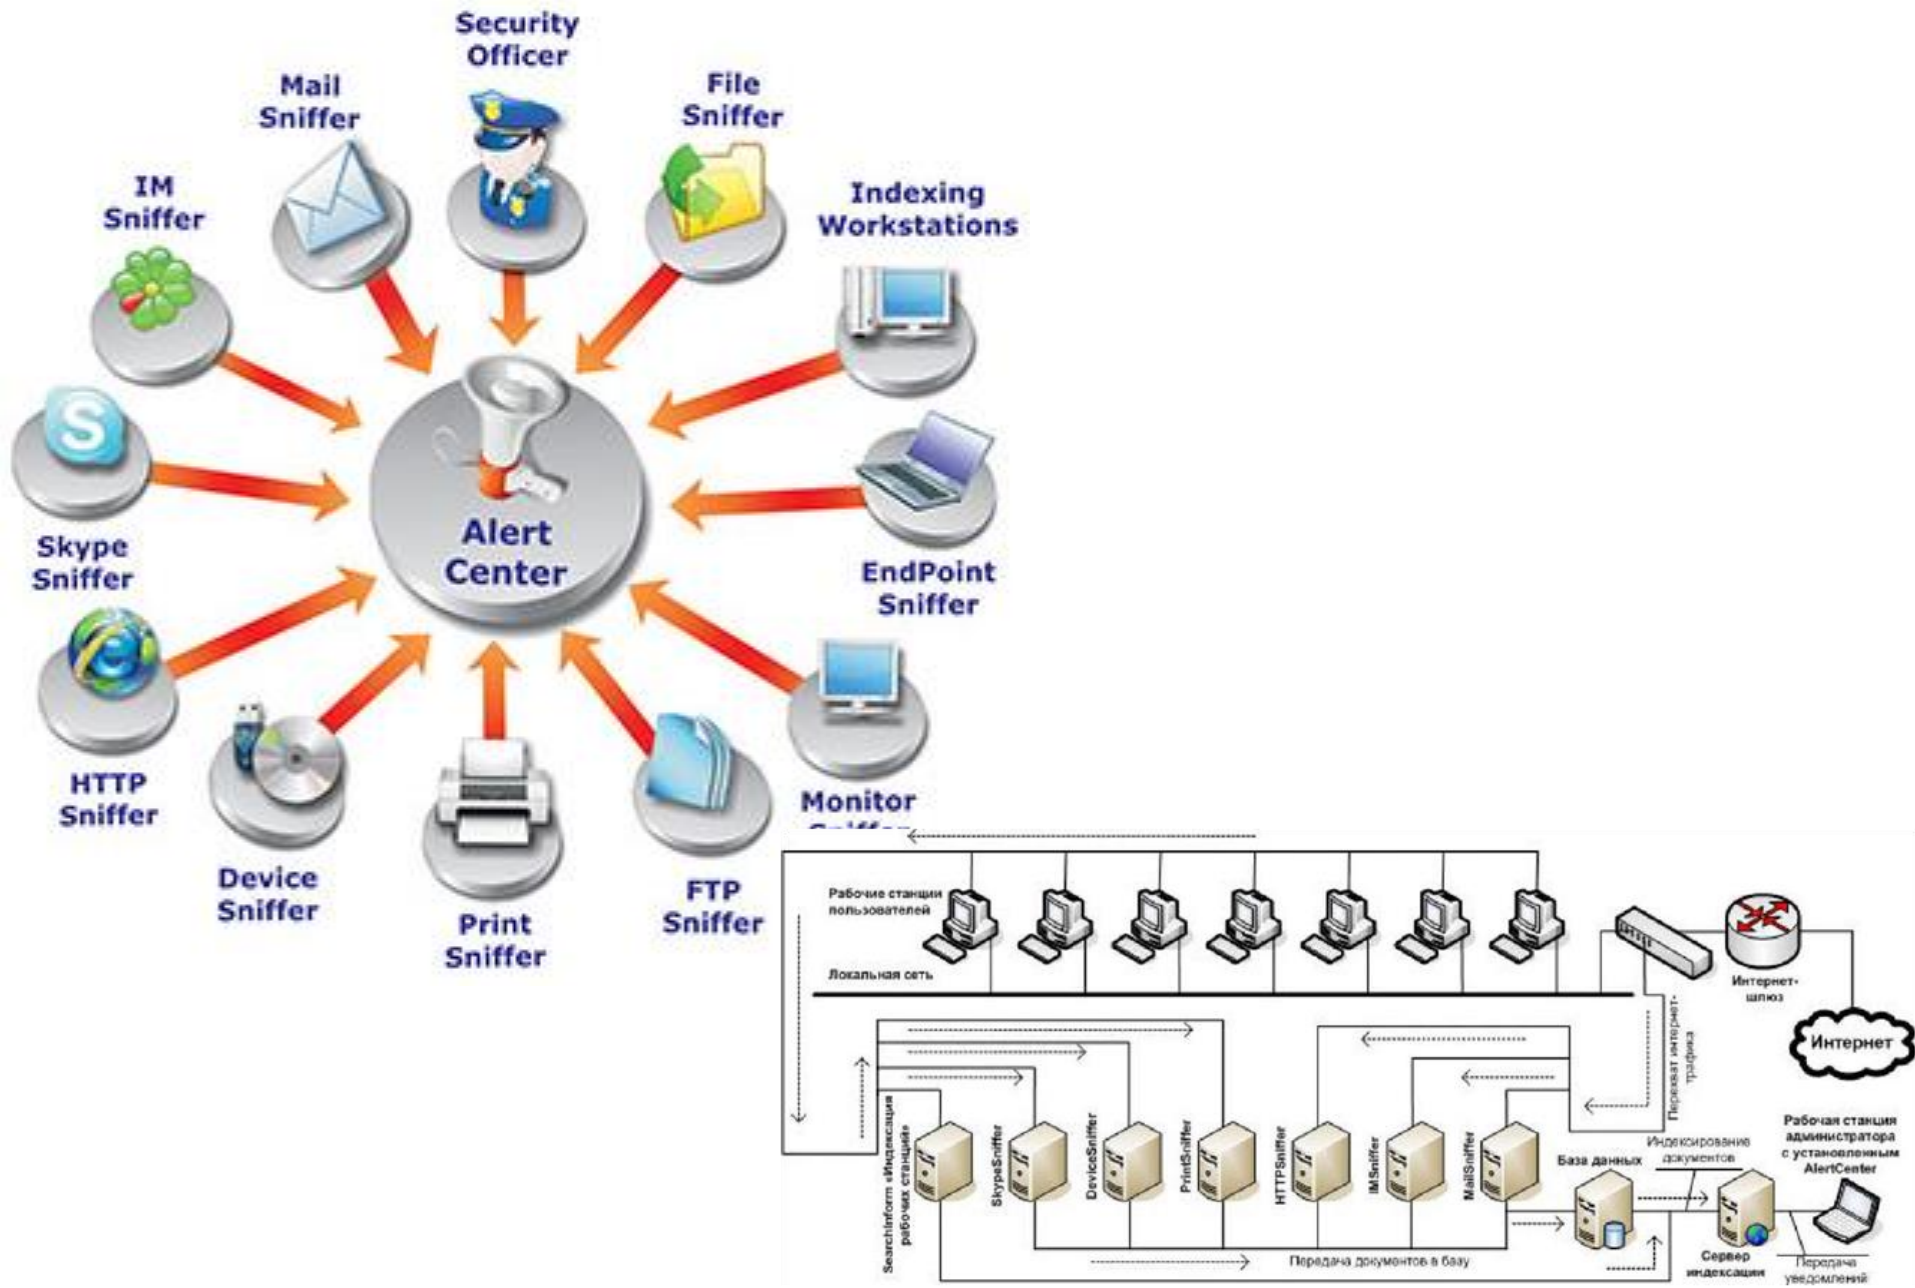 Security
Officer
Mail
Sniffer
File
Sniffer
IM
Sniffer
Indexing
Workstations
Skype
Sniffer
Alert
Center
EndPoint
Sniffer
HTTP
Sniffer
Device
Sniffer
Print
Sniffer
FTP
Sniffer
Monitor
Sniffer
Рабочие станции
пользователей
Локальная сеть
Интернет-
шлюз
Интернет
Перехват интернет-
трафика
SearchInform «Индексация
рабочих станций»
SkypeSniffer
DeviceSniffer
PrintSniffer
HTTPSniffer
IMSniffer
MailSniffer
База данных
Индексирование
документов
Рабочая станция
администратора
с установленным
AlertCenter
Передача документов в базу
Сервер
индексации
Передача
уведомлений